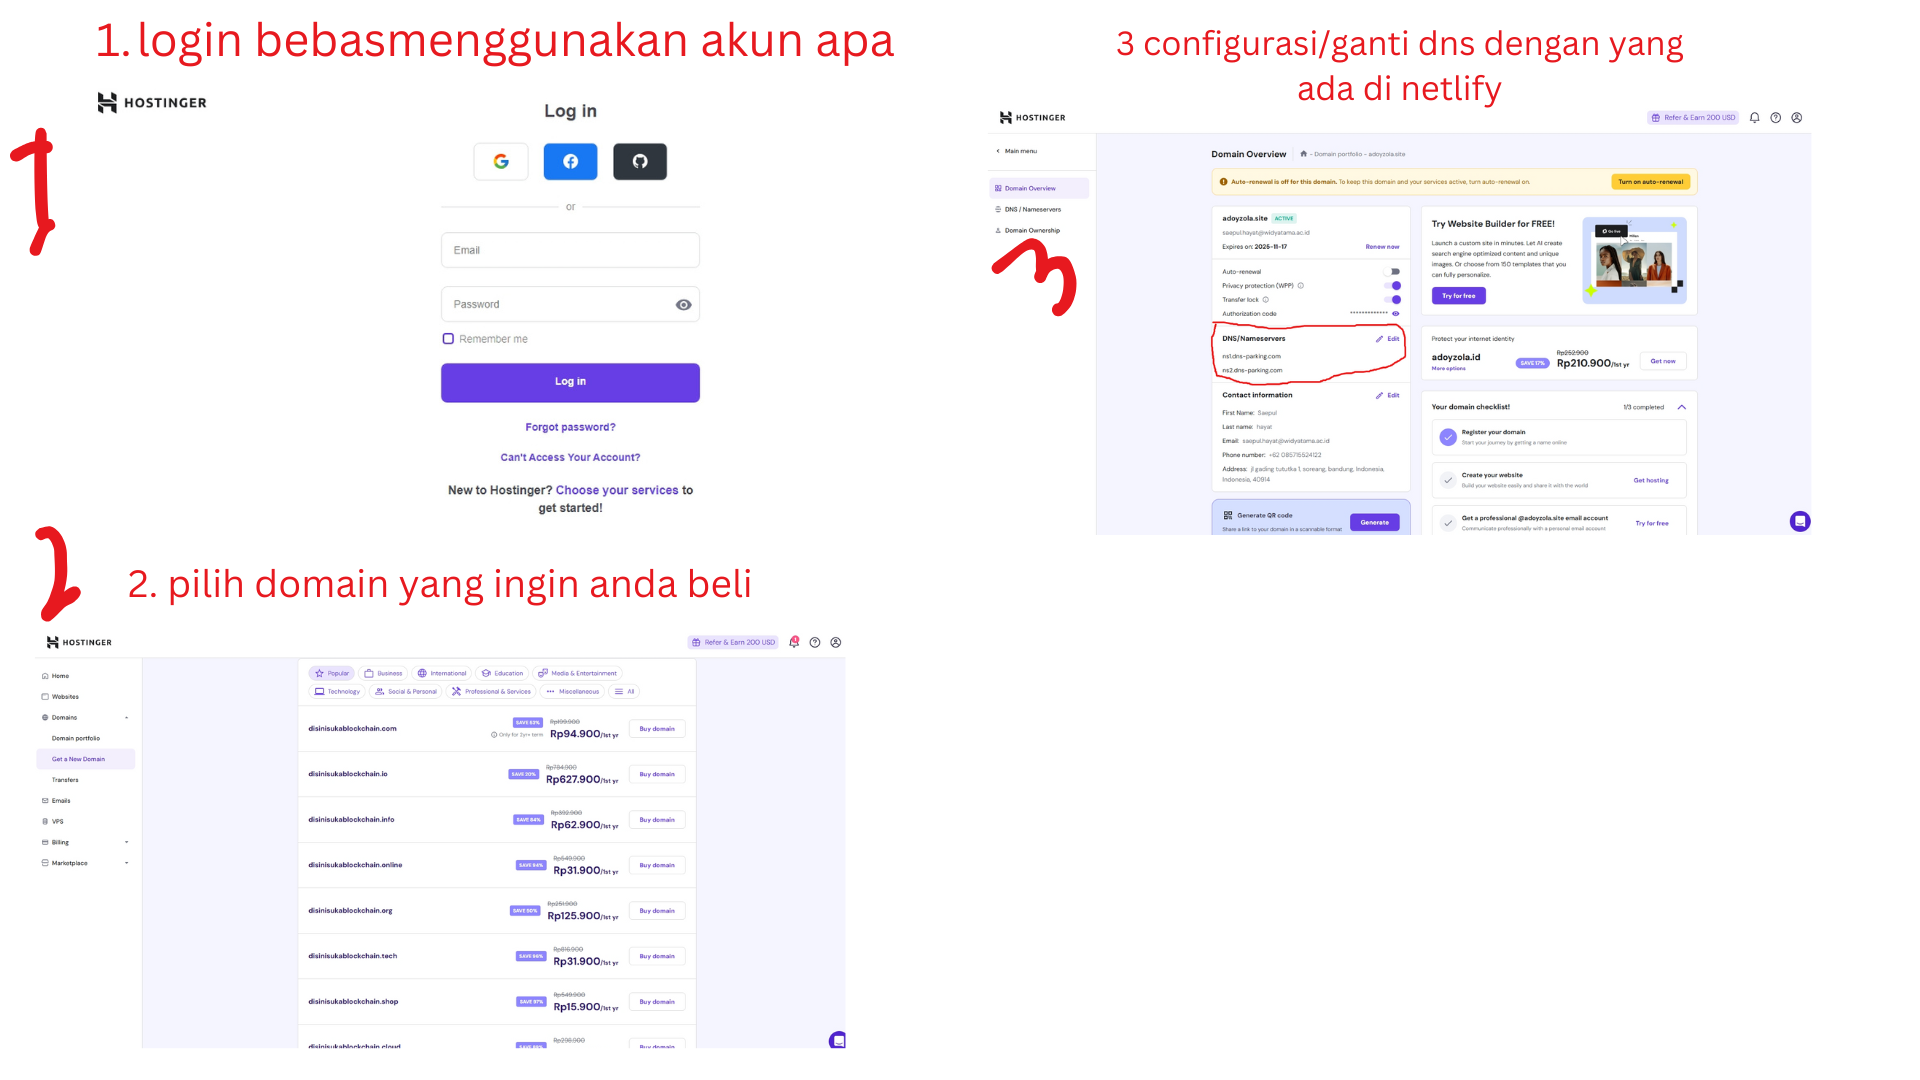 1. login bebasmenggunakan akun apa
1
HOSTINGER
Log in
or
Email
Password
Remember me
Log in
Forgot password?
Can't Access Your Account?
New to Hostinger? Choose your services to
get started!
2
2. pilih domain yang ingin anda beli
HOSTINGER
Refer & Earn 200 USD
Home
Websites
Domains
Domain portfolio
Get a New Domain
Transfers
Emails
VPS
Billing
Marketplace
Popular Business International Education Media & Entertainment
Technology Social & Personal Professional & Services Miscellaneous All
disinisukablockchain.com
Only for 2yr+ term Rp94.900/1st yr
Buy domain
disinisukablockchain.io
SAVE 20% Rp784.900
Rp627.900/1st yr
Buy domain
disinisukablockchain.info
SAVE 84% Rp392.900
Rp62.900/1st yr
Buy domain
disinisukablockchain.online
SAVE 94% Rp549.900
Rp31.900/1st yr
Buy domain
disinisukablockchain.org
SAVE 50% Rp251.900
Rp125.900/1st yr
Buy domain
disinisukablockchain.tech
SAVE 96% Rp816.900
Rp31.900/1st yr
Buy domain
disinisukablockchain.shop
SAVE 97% Rp549.900
Rp15.900/1st yr
Buy domain
disinisukablockchain.cloud
Rp298.900
Buy domain
3 configurasi/ganti dns dengan yang
ada di netlify
HOSTINGER
Refer & Earn 200 USD
Main menu
Domain Overview
DNS / Nameservers
Domain Ownership
3
Domain Overview
- Domain portfolio - adoyzola.site
Auto-renewal is off for this domain. To keep this domain and your services active, turn auto-renewal on.
Turn on auto-renewal
adoyzola.site ACTIVE
saepul.hayat@widyatama.ac.id
Expires on: 2025-11-17 Renew now
Auto-renewal
Privacy protection (WPP)
Transfer lock
Authorization code
DNS/Nameservers Edit
ns1.dns-parking.com
ns2.dns-parking.com
Contact information Edit
First Name: Saepul
Last name: hayat
Email: saepul.hayat@widyatama.ac.id
Phone number: +62 085715524122
Address: jl gading tutuka 1, soreang, bandung, Indonesia,
Indonesia, 40914
Generate QR code
Share a link to your domain in a scannable format
Generate
Try Website Builder for FREE!
Launch a custom site in minutes. Let AI create
search engine optimized content and unique
images. Or choose from 150 templates that you
can fully personalize.
Try for free
Protect your internet identity
adoyzola.id
More options
SAVE 17% Rp252.900
Rp210.900/1st yr
Get now
Your domain checklist! 1/3 completed
Register your domain
Start your journey by getting a name online
Create your website
Build your website easily and share it with the world
Get hosting
Get a professional @adoyzola.site email account
Communicate professionally with a personal email account
Try for free